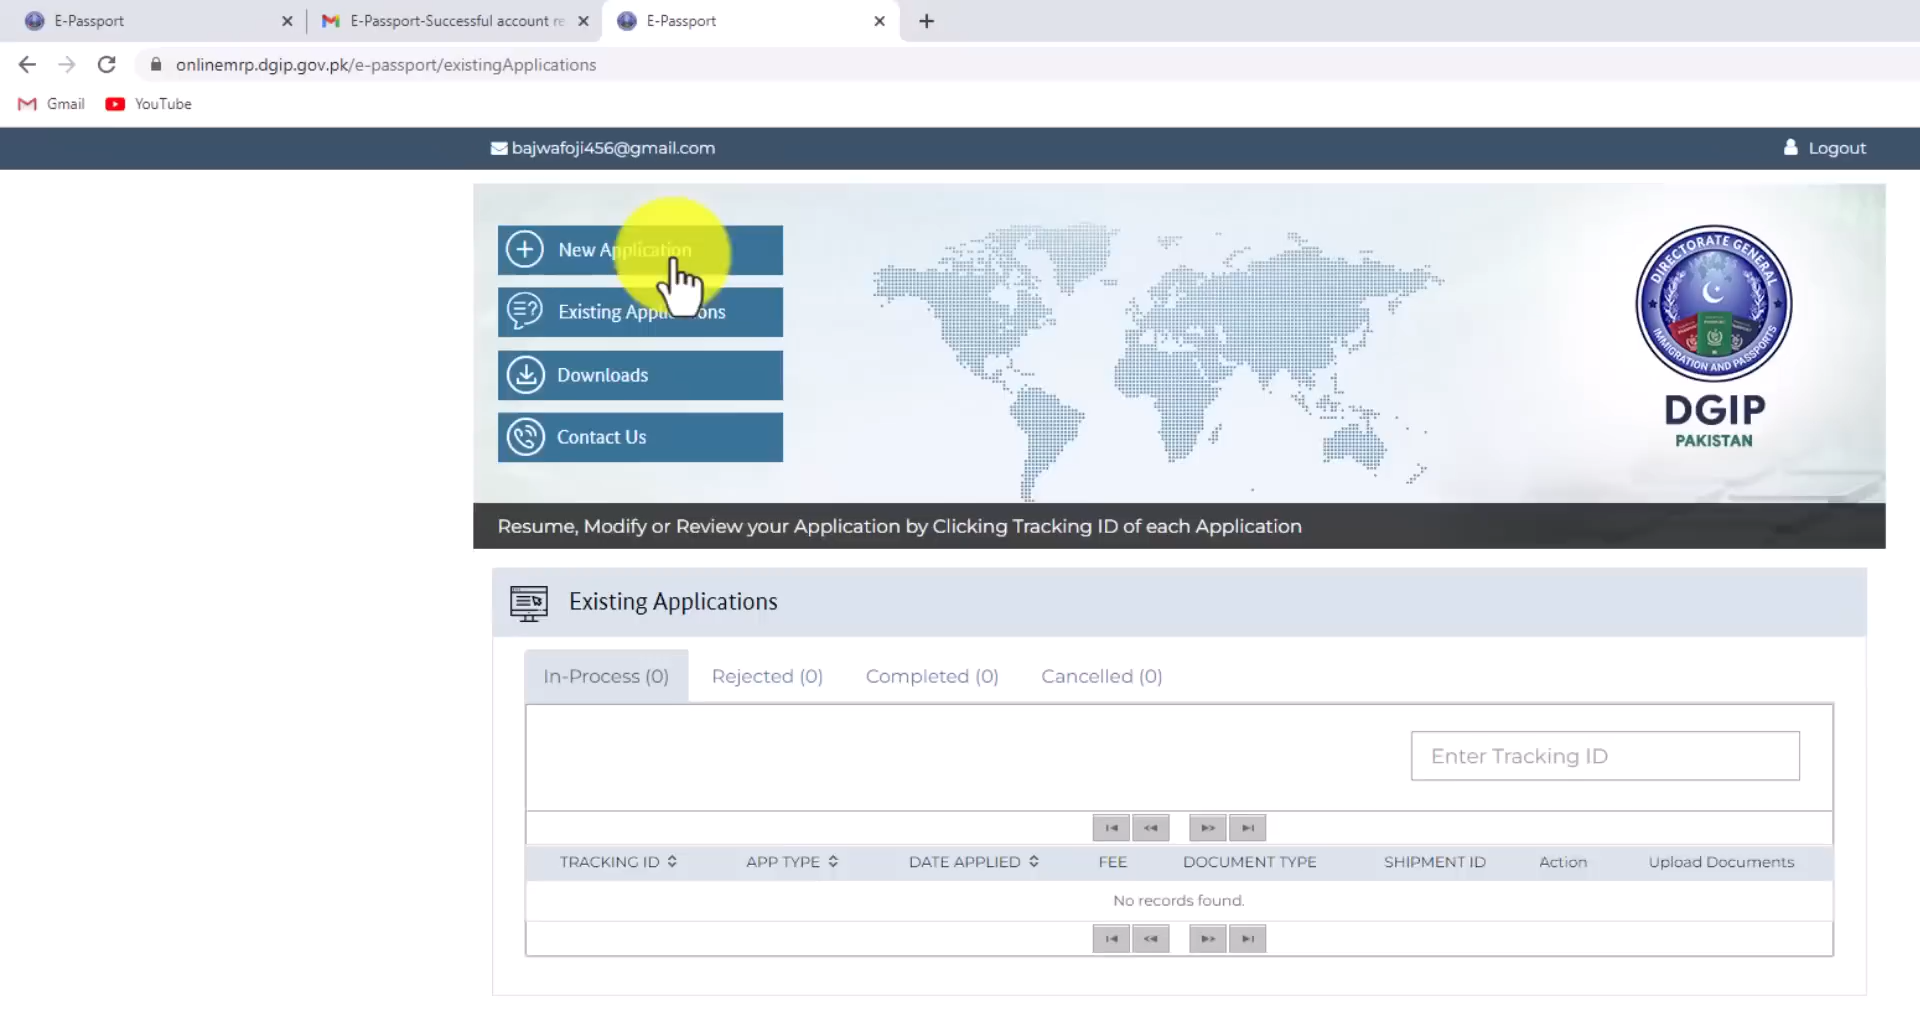 E-Passport
E-Passport-Successful account re
E-Passport
onlinemrp.dgip.gov.pk/e-passport/existingApplications
Gmail
YouTube
bajwafoji456@gmail.com
Logout
New Application
Existing Applications
Downloads
Contact Us
DIRECTORATE GENERAL
IMMIGRATION AND PASSPORTS
DGIP
PAKISTAN
Resume, Modify or Review your Application by Clicking Tracking ID of each Application
Existing Applications
In-Process (0) Rejected (0) Completed (0) Cancelled (0)
Enter Tracking ID
TRACKING ID APP TYPE DATE APPLIED FEE DOCUMENT TYPE SHIPMENT ID Action Upload Documents
No records found.